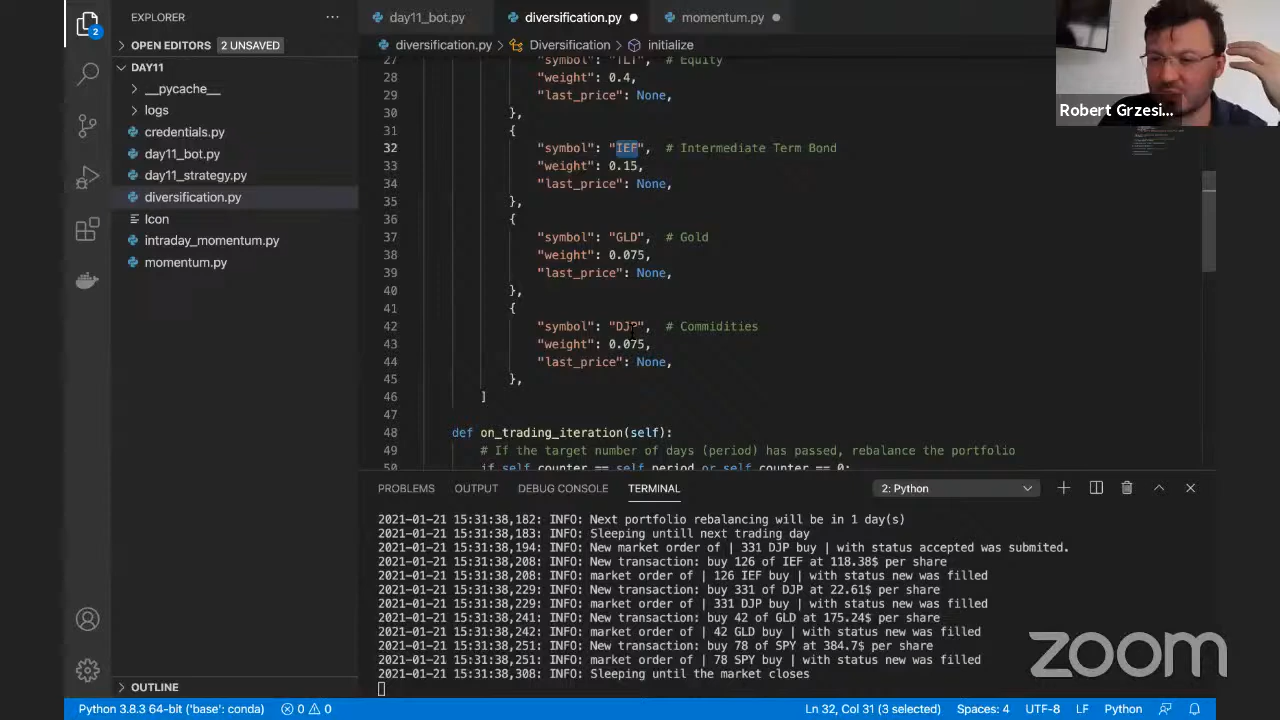 EXPLORER
day11_bot.py
diversification.py
momentum.py
2
OPEN EDITORS
2 UNSAVED
diversification.py > Diversification > initialize
DAY11
__pycache__
logs
credentials.py
day11_bot.py
day11_strategy.py
diversification.py
Icon
intraday_momentum.py
momentum.py
27 "symbol": "TLT", # Equity
28 "weight": 0.4,
29 "last_price": None,
30 },
31 {
32 "symbol": "IEF", # Intermediate Term Bond
33 "weight": 0.15,
34 "last_price": None,
35 },
36 {
37 "symbol": "GLD", # Gold
38 "weight": 0.075,
39 "last_price": None,
40 },
41 {
42 "symbol": "DJP", # Commidities
43 "weight": 0.075,
44 "last_price": None,
45 },
46 ]
47
48 def on_trading_iteration(self):
49 # If the target number of days (period) has passed, rebalance the portfolio
50 if self.counter == self.period or self.counter == 0:
Robert Grzesi...
PROBLEMS
OUTPUT
DEBUG CONSOLE
TERMINAL
2: Python
2021-01-21 15:31:38,182: INFO: Next portfolio rebalancing will be in 1 day(s)
2021-01-21 15:31:38,183: INFO: Sleeping untill next trading day
2021-01-21 15:31:38,194: INFO: New market order of | 331 DJP buy | with status accepted was submited.
2021-01-21 15:31:38,208: INFO: New transaction: buy 126 of IEF at 118.38$ per share
2021-01-21 15:31:38,208: INFO: market order of | 126 IEF buy | with status new was filled
2021-01-21 15:31:38,229: INFO: New transaction: buy 331 of DJP at 22.61$ per share
2021-01-21 15:31:38,229: INFO: market order of | 331 DJP buy | with status new was filled
2021-01-21 15:31:38,241: INFO: New transaction: buy 42 of GLD at 175.24$ per share
2021-01-21 15:31:38,242: INFO: market order of | 42 GLD buy | with status new was filled
2021-01-21 15:31:38,251: INFO: New transaction: buy 78 of SPY at 384.7$ per share
2021-01-21 15:31:38,251: INFO: market order of | 78 SPY buy | with status new was filled
2021-01-21 15:31:38,308: INFO: Sleeping until the market closes
zoom
OUTLINE
Python 3.8.3 64-bit ('base': conda)
0
0
Ln 32, Col 31 (3 selected)
Spaces: 4
UTF-8
LF
Python